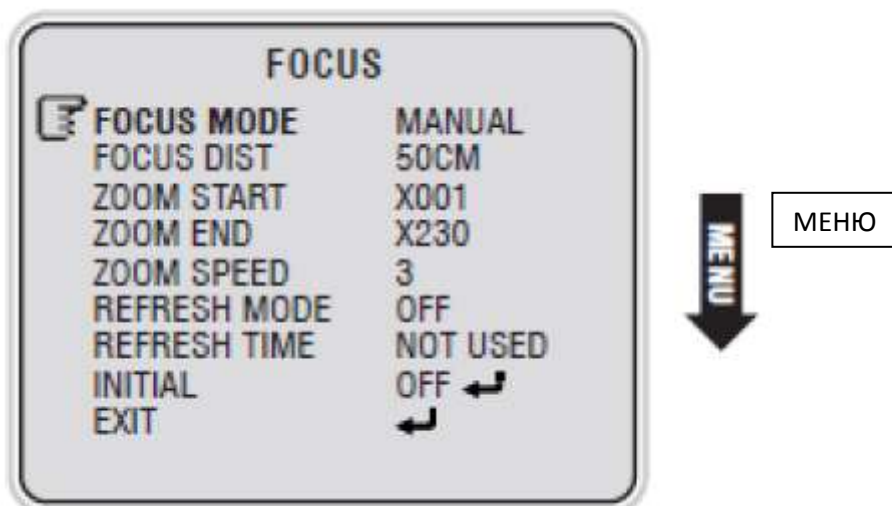 FOCUS
FOCUS MODE MANUAL
FOCUS DIST 50CM
ZOOM START X001
ZOOM END X230
ZOOM SPEED 3
REFRESH MODE OFF
REFRESH TIME NOT USED
INITIAL OFF ↵
EXIT ↵
MENU
МЕНЮ